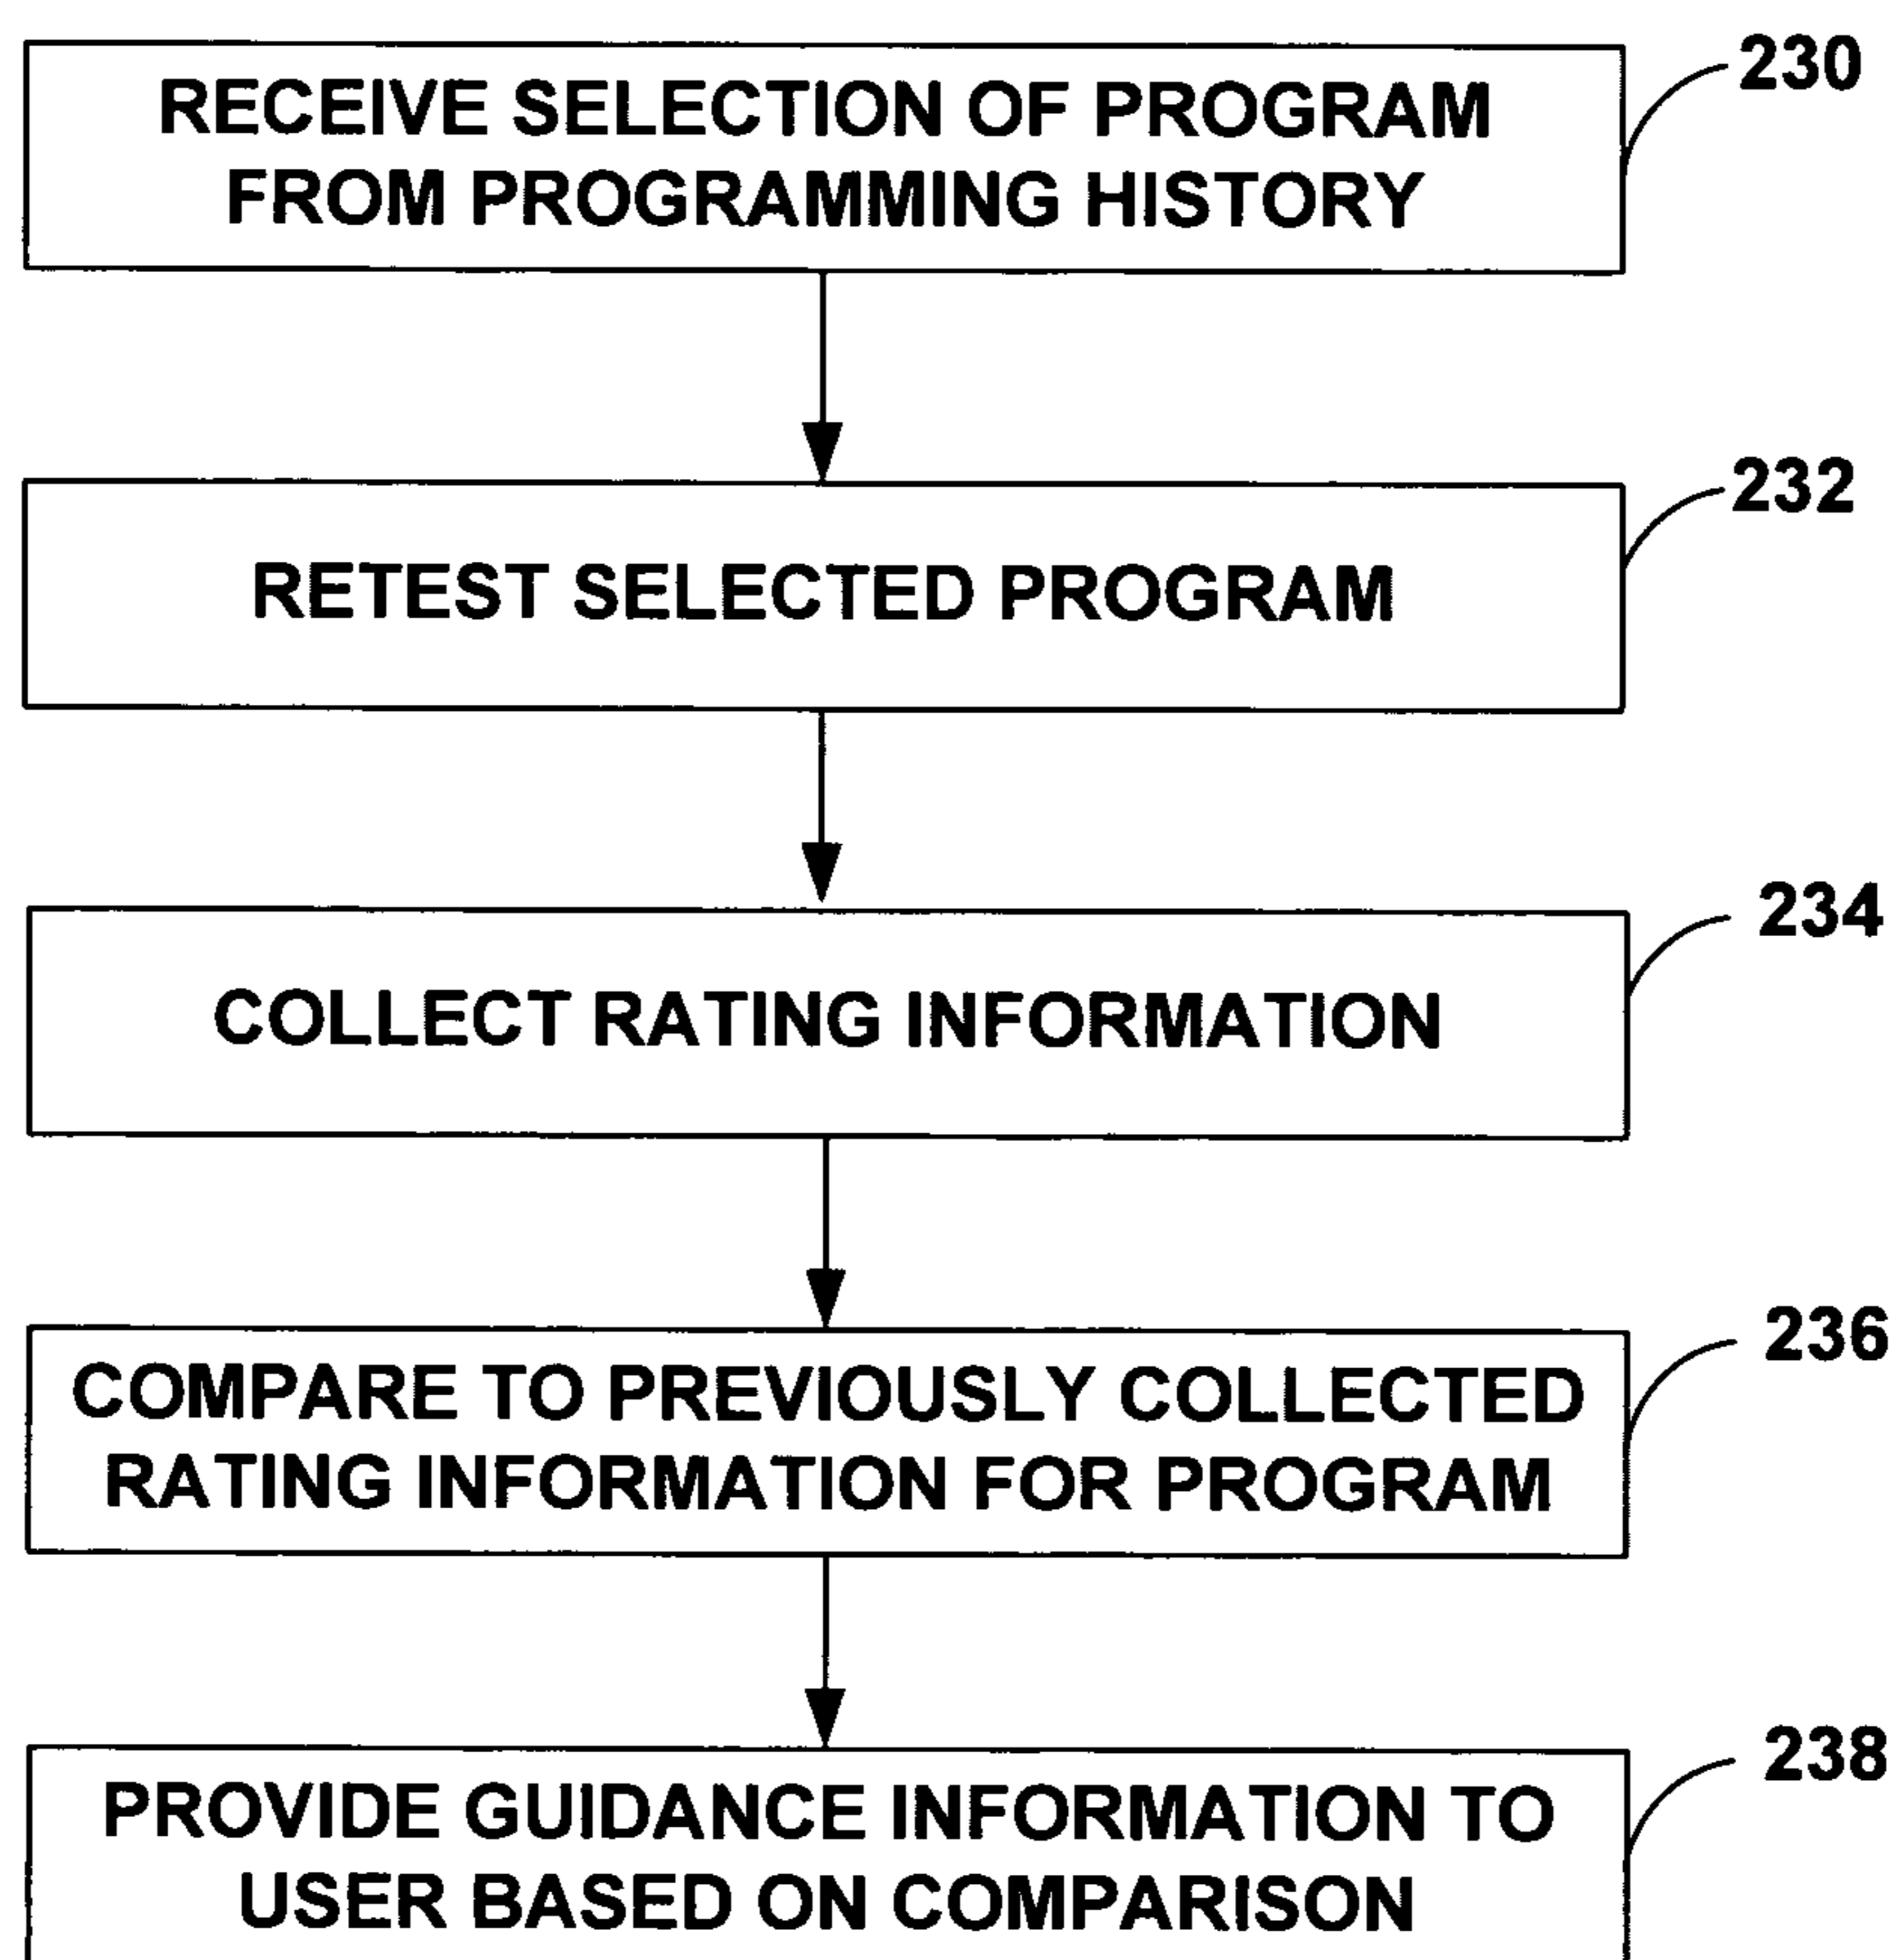 230
RECEIVE SELECTION OF PROGRAM
FROM PROGRAMMING HISTORY
232
RETEST SELECTED PROGRAM
234
COLLECT RATING INFORMATION
236
COMPARE TO PREVIOUSLY COLLECTED
RATING INFORMATION FOR PROGRAM
238
PROVIDE GUIDANCE INFORMATION TO
USER BASED ON COMPARISON